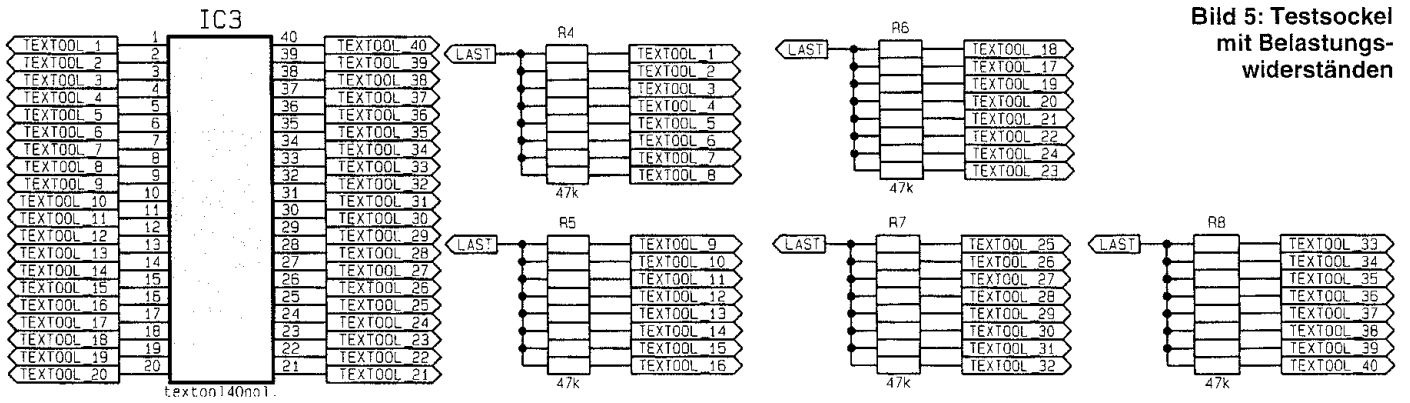 Bild 5: Testsockel
mit Belastungs-
widerständen
IC3
TEXTOOL_1 1 40 TEXTOOL_40
TEXTOOL_2 2 39 TEXTOOL_39
TEXTOOL_3 3 38 TEXTOOL_38
TEXTOOL_4 4 37 TEXTOOL_37
TEXTOOL_5 5 36 TEXTOOL_36
TEXTOOL_6 6 35 TEXTOOL_35
TEXTOOL_7 7 34 TEXTOOL_34
TEXTOOL_8 8 33 TEXTOOL_33
TEXTOOL_9 9 32 TEXTOOL_32
TEXTOOL_10 10 31 TEXTOOL_31
TEXTOOL_11 11 30 TEXTOOL_30
TEXTOOL_12 12 29 TEXTOOL_29
TEXTOOL_13 13 28 TEXTOOL_28
TEXTOOL_14 14 27 TEXTOOL_27
TEXTOOL_15 15 26 TEXTOOL_26
TEXTOOL_16 16 25 TEXTOOL_25
TEXTOOL_17 17 24 TEXTOOL_24
TEXTOOL_18 18 23 TEXTOOL_23
TEXTOOL_19 19 22 TEXTOOL_22
TEXTOOL_20 20 21 TEXTOOL_21
textool40pol.
R4
LAST TEXTOOL_1
TEXTOOL_2
TEXTOOL_3
TEXTOOL_4
TEXTOOL_5
TEXTOOL_6
TEXTOOL_7
TEXTOOL_8
47k
R6
LAST TEXTOOL_18
TEXTOOL_17
TEXTOOL_19
TEXTOOL_20
TEXTOOL_21
TEXTOOL_22
TEXTOOL_24
TEXTOOL_23
47k
R5
LAST TEXTOOL_9
TEXTOOL_10
TEXTOOL_11
TEXTOOL_12
TEXTOOL_13
TEXTOOL_14
TEXTOOL_15
TEXTOOL_16
47k
R7
LAST TEXTOOL_25
TEXTOOL_26
TEXTOOL_27
TEXTOOL_28
TEXTOOL_29
TEXTOOL_30
TEXTOOL_31
TEXTOOL_32
47k
R8
LAST TEXTOOL_33
TEXTOOL_34
TEXTOOL_35
TEXTOOL_36
TEXTOOL_37
TEXTOOL_38
TEXTOOL_39
TEXTOOL_40
47k